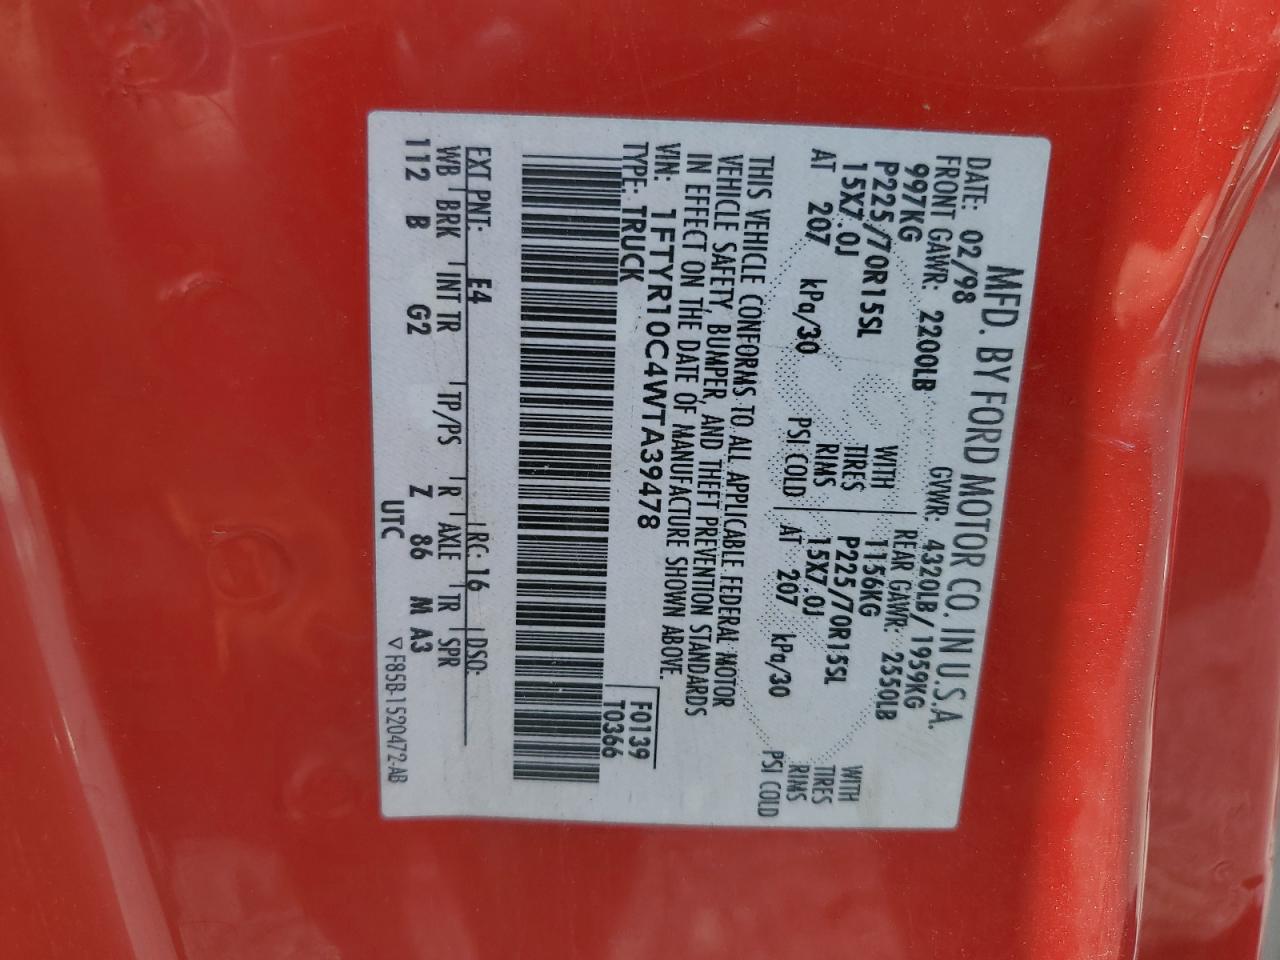 MFD. BY FORD MOTOR CO. IN U.S.A.
DATE: 02/98 GVWR: 4320LB/1959KG
FRONT GAWR: 2200LB REAR GAWR: 2550LB
997KG WITH 1156KG WITH
P225/70R15SL TIRES P225/70R15SL TIRES
15X7.0J RIMS 15X7.0J RIMS
AT 207 kPa/30 PSI COLD AT 207 kPa/30 PSI COLD
THIS VEHICLE CONFORMS TO ALL APPLICABLE FEDERAL MOTOR
VEHICLE SAFETY, BUMPER, AND THEFT PREVENTION STANDARDS
IN EFFECT ON THE DATE OF MANUFACTURE SHOWN ABOVE.
VIN: 1FTYR10C4WTA39478
TYPE: TRUCK
F0139
T0366
EXT PNT: E4 RC: 16 DSO:
WB BRK INT TR TP/PS R AXLE TR SPR
112 B G2 Z 86 M A3
UTC
▽ F85B-1520472-AB